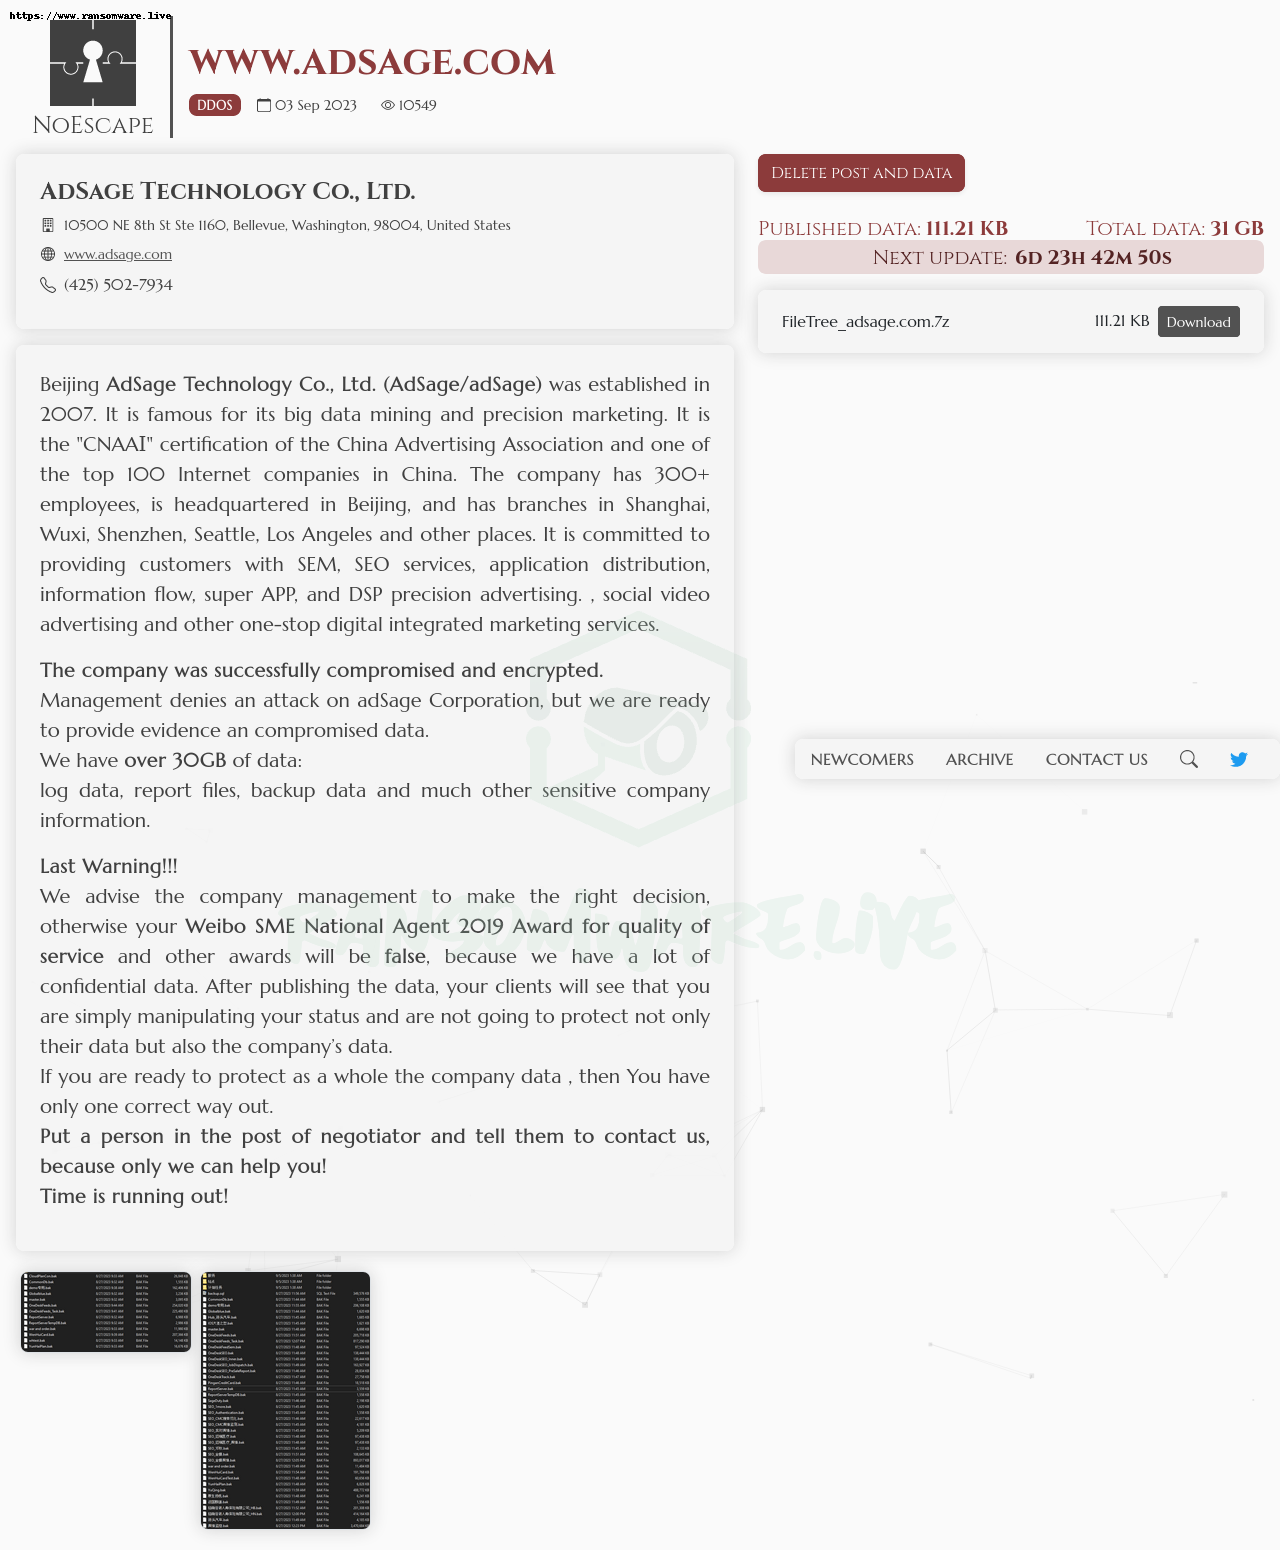 https://www.ransomware.live
NoEscape
www.adsage.com
DDOS 03 Sep 2023 10549
AdSage Technology Co., Ltd.
10500 NE 8th St Ste 1160, Bellevue, Washington, 98004, United States
www.adsage.com
(425) 502-7934
Delete post and data
Published data: 111.21 KB Total data: 31 GB
Next update: 6d 23h 42m 50s
FileTree_adsage.com.7z 111.21 KB Download
Beijing AdSage Technology Co., Ltd. (AdSage/adSage) was established in
2007. It is famous for its big data mining and precision marketing. It is
the "CNAAI" certification of the China Advertising Association and one of
the top 100 Internet companies in China. The company has 300+
employees, is headquartered in Beijing, and has branches in Shanghai,
Wuxi, Shenzhen, Seattle, Los Angeles and other places. It is committed to
providing customers with SEM, SEO services, application distribution,
information flow, super APP, and DSP precision advertising. , social video
advertising and other one-stop digital integrated marketing services.
The company was successfully compromised and encrypted.
Management denies an attack on adSage Corporation, but we are ready
to provide evidence an compromised data.
We have over 30GB of data:
log data, report files, backup data and much other sensitive company
information.
Last Warning!!!
We advise the company management to make the right decision,
otherwise your Weibo SME National Agent 2019 Award for quality of
service and other awards will be false, because we have a lot of
confidential data. After publishing the data, your clients will see that you
are simply manipulating your status and are not going to protect not only
their data but also the company's data.
If you are ready to protect as a whole the company data , then You have
only one correct way out.
Put a person in the post of negotiator and tell them to contact us,
because only we can help you!
Time is running out!
NEWCOMERS ARCHIVE CONTACT US
RANSOMWARE.LIVE